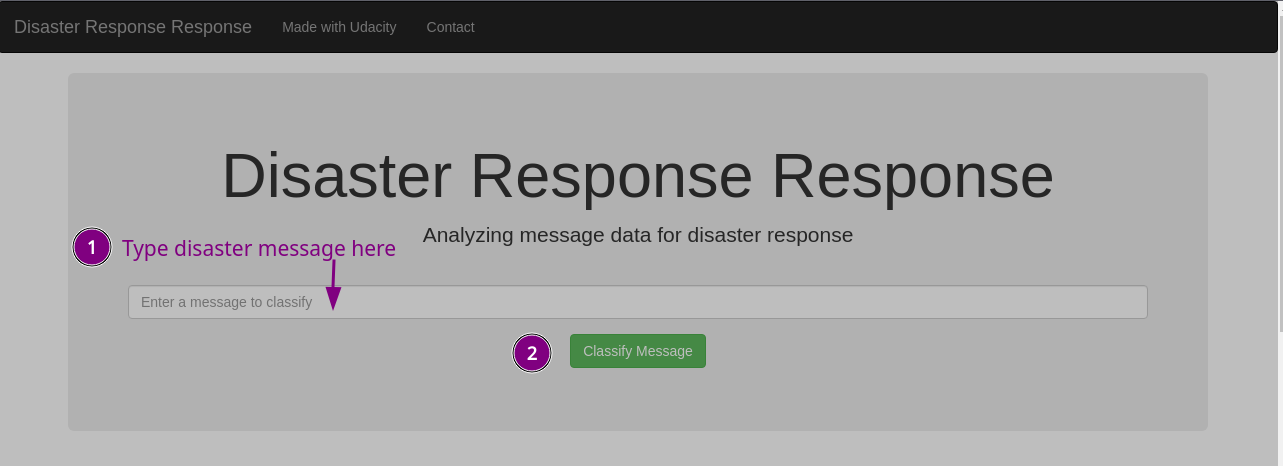 Disaster Response Response Made with Udacity Contact
Disaster Response Response
Analyzing message data for disaster response
1 Type disaster message here
Enter a message to classify
2 Classify Message